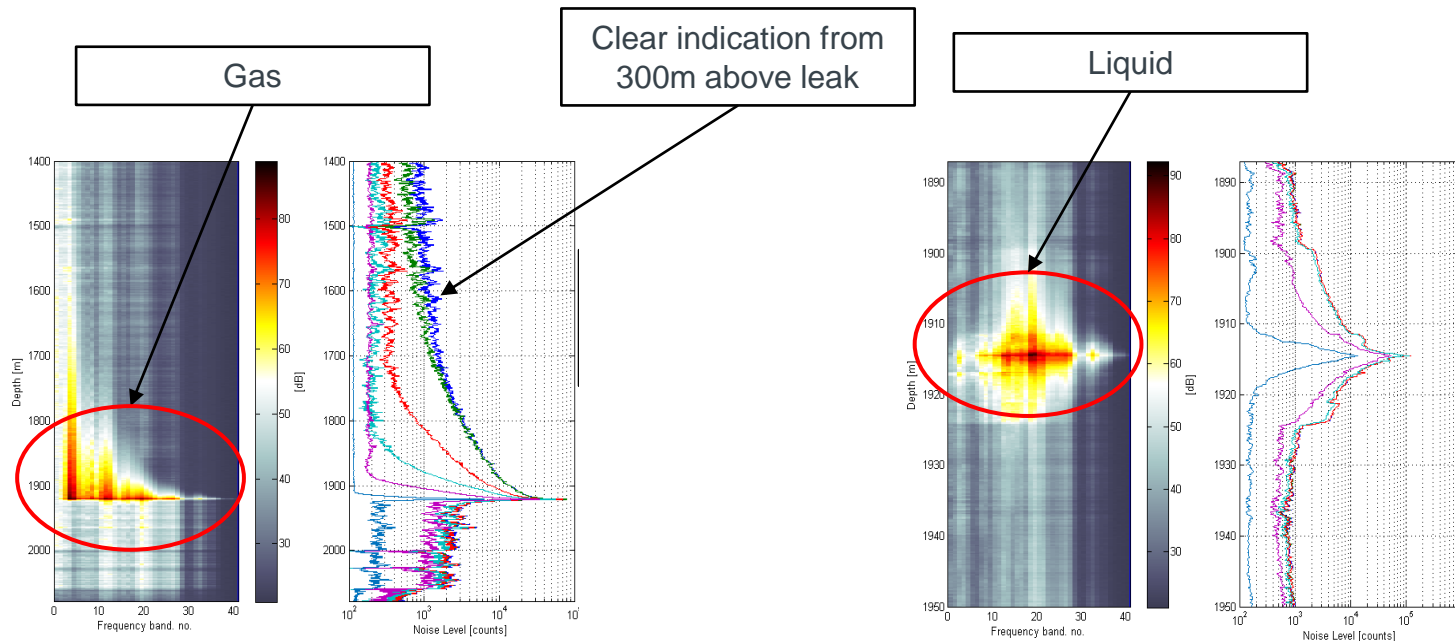 Gas
Clear indication from
300m above leak
Liquid
1400
1500
1600
1700
1800
1900
2000
Depth [m]
0 10 20 30 40
Frequency band. no.
80
70
60
50
40
30
[dB]
1400
1500
1600
1700
1800
1900
2000
10² 10³ 10⁴ 10
Noise Level [counts]
1890
1900
1910
1920
1930
1940
1950
Depth [m]
0 10 20 30 40
Frequency band. no.
90
80
70
60
50
40
30
[dB]
1890
1900
1910
1920
1930
1940
1950
10² 10³ 10⁴ 10⁵
Noise Level [counts]